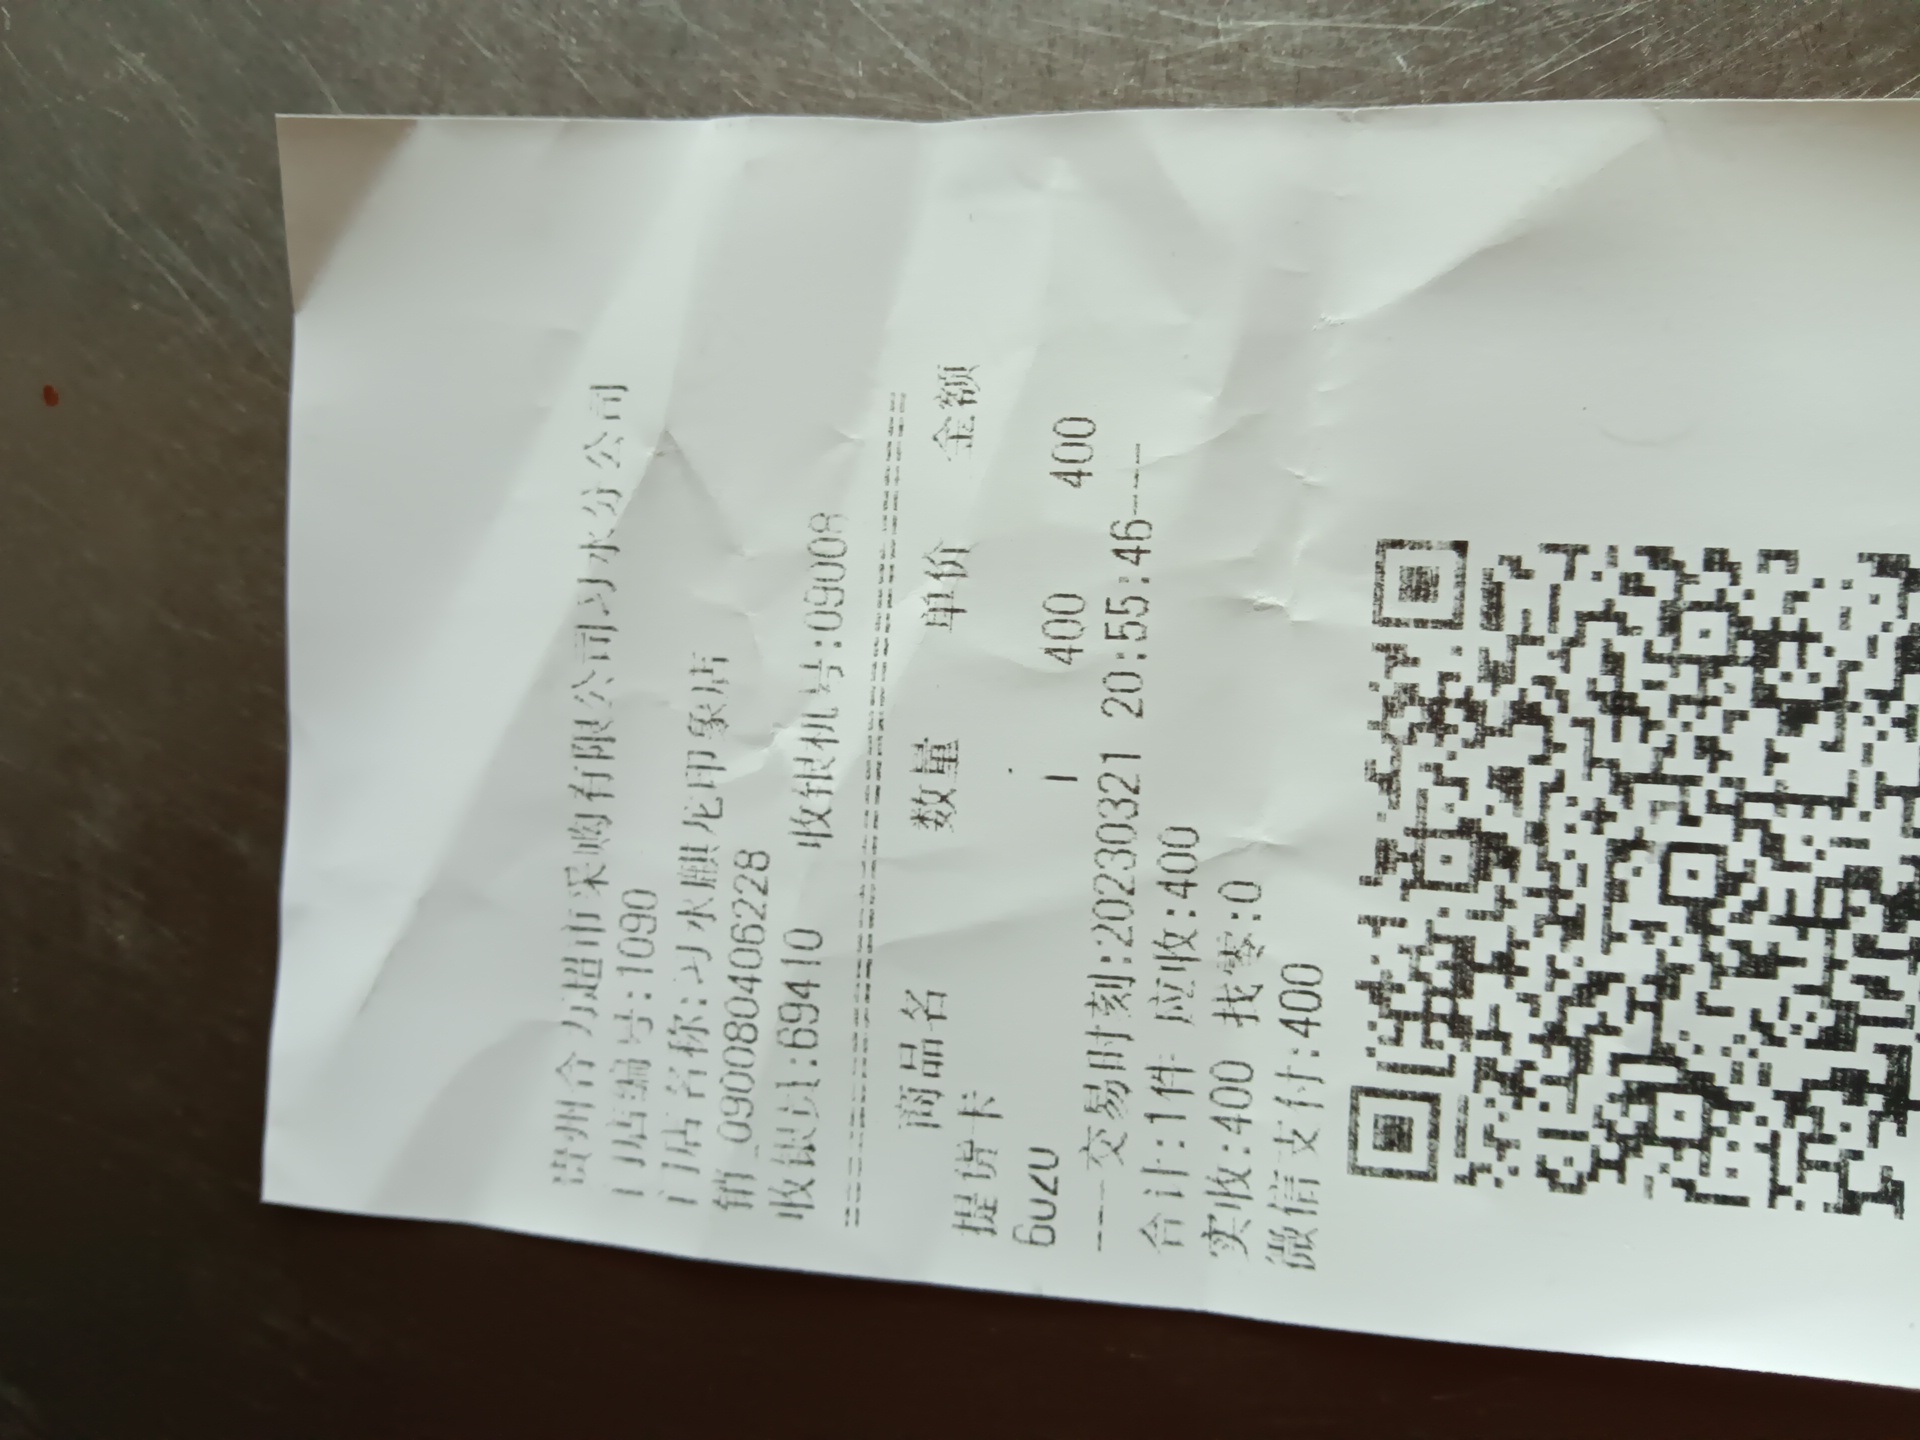 贵州合力超市采购有限公司习水分公司
门店编号:1090
门店名称:习水麒龙印象店
销_0900804066228
收银员:69410 收银机号:09008
商品名 数量 单价 金额
提货卡
1 400 400
----交易时刻:20230321 20:55:46----
合计:1件 应收:400
实收:400 找零:0
微信支付:400